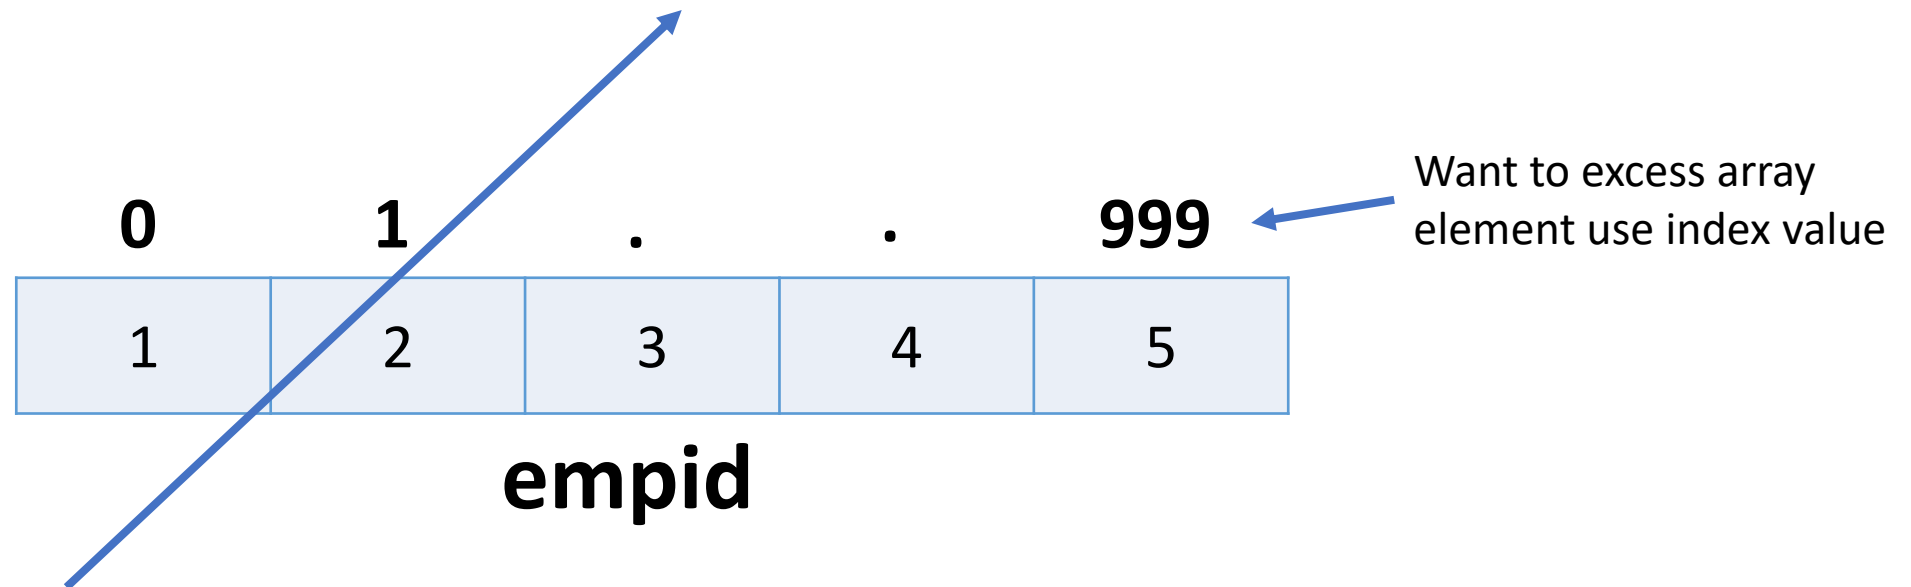 0 1 . . 999
Want to excess array
element use index value
1 2 3 4 5
empid